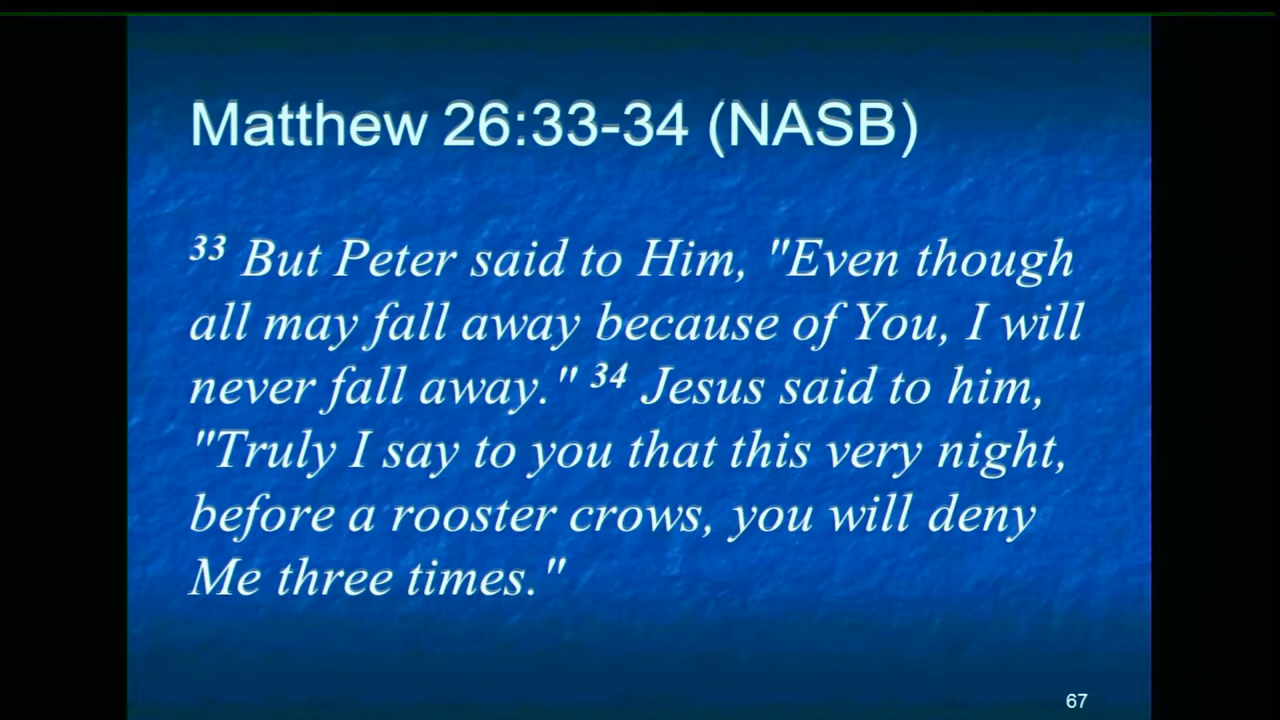 Matthew 26:33-34 (NASB)
33 But Peter said to Him, "Even though
all may fall away because of You, I will
never fall away." 34 Jesus said to him,
"Truly I say to you that this very night,
before a rooster crows, you will deny
Me three times."
67